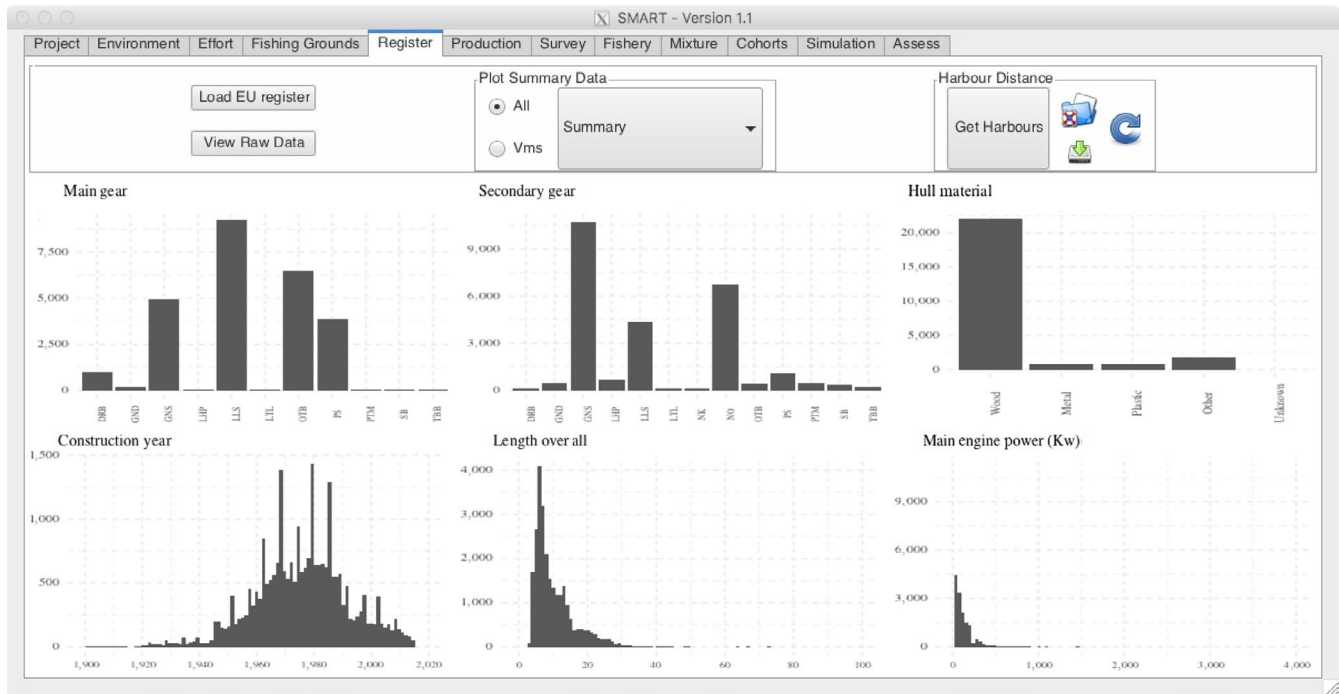 SMART - Version 1.1
Project Environment Effort Fishing Grounds Register Production Survey Fishery Mixture Cohorts Simulation Assess
Load EU register
View Raw Data
Plot Summary Data
All
Vms
Summary
Harbour Distance
Get Harbours
Main gear
7,500
5,000
2,500
0
DRB GND GNS LHP LLS LTL OTB PS PTM SB TBB
Secondary gear
9,000
6,000
3,000
0
DRB GND GNS LHP LLS LTL NK NO OTB PS PTM SB TBB
Hull material
20,000
15,000
10,000
5,000
0
Wood Metal Plastic Other Unknown
Construction year
1,500
1,000
500
0
1,900 1,920 1,940 1,960 1,980 2,000 2,020
Length over all
4,000
3,000
2,000
1,000
0
0 20 40 60 80 100
Main engine power (Kw)
9,000
6,000
3,000
0
0 1,000 2,000 3,000 4,000